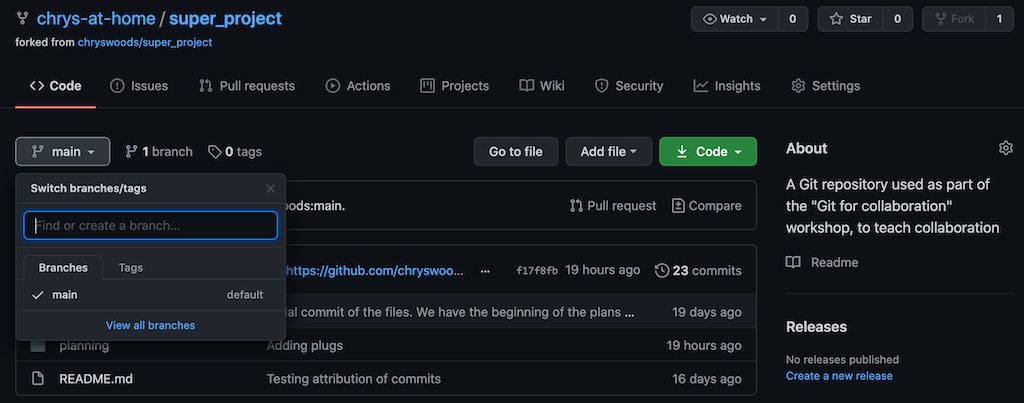 chrys-at-home / super_project
Watch 0
Star 0
Fork 1
forked from chryswoods/super_project
Code
Issues
Pull requests
Actions
Projects
Wiki
Security
Insights
Settings
main
1 branch
0 tags
Go to file
Add file
Code
Switch branches/tags
Find or create a branch...
Branches
Tags
main default
View all branches
oods:main.
Pull request
Compare
https://github.com/chryswoo... ... f17f8fb 19 hours ago 23 commits
ial commit of the files. We have the beginning of the plans ... 19 days ago
planning Adding plugs 19 hours ago
README.md Testing attribution of commits 16 days ago
About
A Git repository used as part of
the "Git for collaboration"
workshop, to teach collaboration
Readme
Releases
No releases published
Create a new release